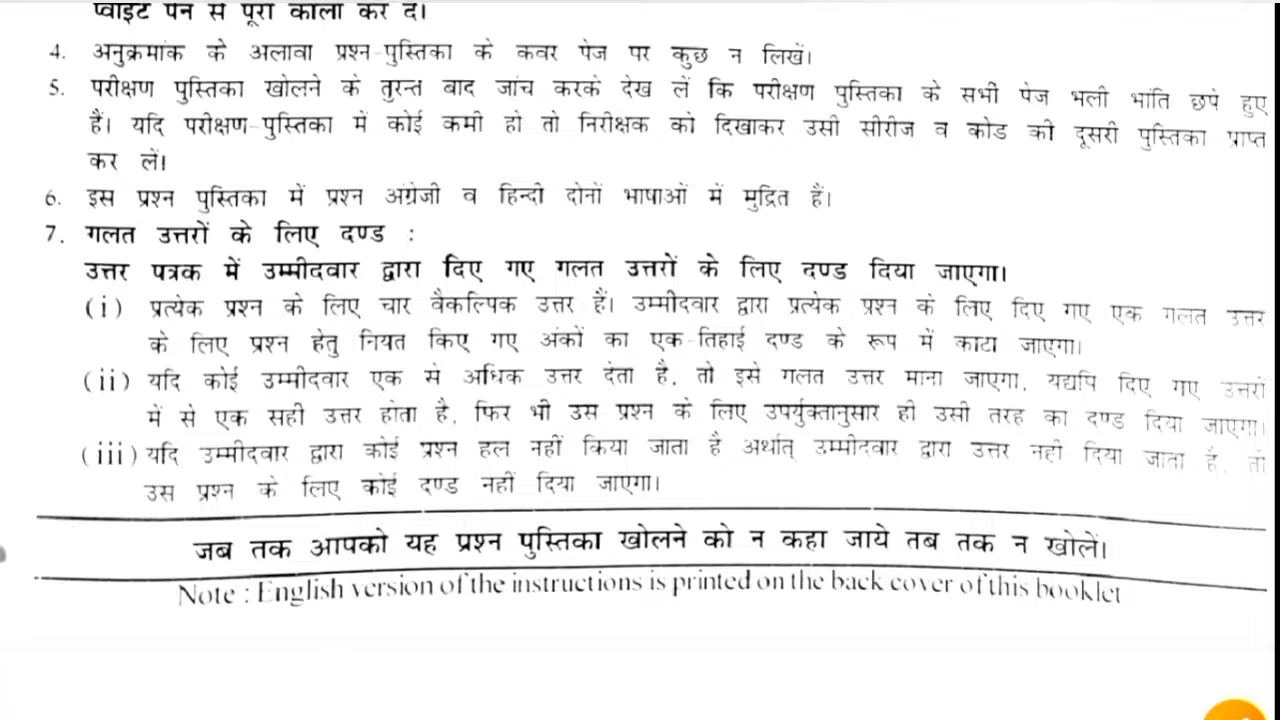 प्वाइंट पेन से पूरा काला कर दें।
4. अनुक्रमांक के अलावा प्रश्न-पुस्तिका के कवर पेज पर कुछ न लिखें।
5. परीक्षण पुस्तिका खोलने के तुरन्त बाद जांच करके देख लें कि परीक्षण पुस्तिका के सभी पेज भली भांति छपे हुए
हैं। यदि परीक्षण-पुस्तिका में कोई कमी हो तो निरीक्षक को दिखाकर उसी सीरीज व कोड की दूसरी पुस्तिका प्राप्त
कर लें।
6. इस प्रश्न पुस्तिका में प्रश्न अंग्रेजी व हिन्दी दोनों भाषाओं में मुद्रित हैं।
7. गलत उत्तरों के लिए दण्ड :
उत्तर पत्रक में उम्मीदवार द्वारा दिए गए गलत उत्तरों के लिए दण्ड दिया जाएगा।
(i) प्रत्येक प्रश्न के लिए चार वैकल्पिक उत्तर हैं। उम्मीदवार द्वारा प्रत्येक प्रश्न के लिए दिए गए एक गलत उत्तर
के लिए प्रश्न हेतु नियत किए गए अंकों का एक-तिहाई दण्ड के रूप में काटा जाएगा।
(ii) यदि कोई उम्मीदवार एक से अधिक उत्तर देता है, तो इसे गलत उत्तर माना जाएगा, यद्यपि दिए गए उत्तरों
में से एक सही उत्तर होता है, फिर भी उस प्रश्न के लिए उपर्युक्तानुसार ही उसी तरह का दण्ड दिया जाएगा।
(iii) यदि उम्मीदवार द्वारा कोई प्रश्न हल नहीं किया जाता है अर्थात् उम्मीदवार द्वारा उत्तर नहीं दिया जाता है, तो
उस प्रश्न के लिए कोई दण्ड नहीं दिया जाएगा।
जब तक आपको यह प्रश्न पुस्तिका खोलने को न कहा जाये तब तक न खोलें।
Note : English version of the instructions is printed on the back cover of this booklet